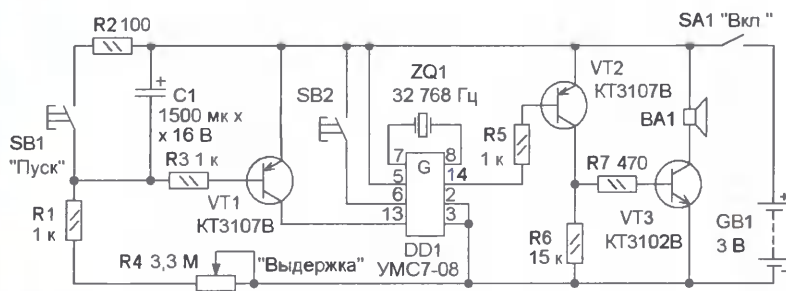 R2 100
SA1 "Вкл "
C1
1500 мк х
х 16 В
SB1
"Пуск"
SB2
ZQ1
32 768 Гц
VT2
КТ3107В
BA1
R3 1 к
R5
1 к
7
G
8
5
14
6
2
13
3
R7 470
VT1
КТ3107В
R1
1 к
DD1
УМС7-08
R6
15 к
VT3
КТ3102В
GB1
3 В
R4 3,3 М
"Выдержка"